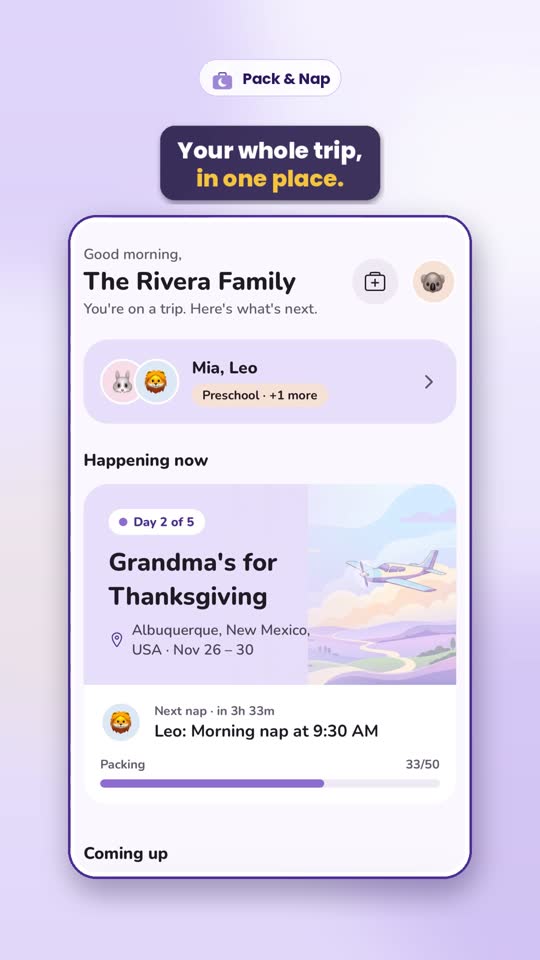 Pack & Nap
Your whole trip,
in one place.
Good morning,
The Rivera Family
You're on a trip. Here's what's next.
Mia, Leo
Preschool · +1 more
Happening now
Day 2 of 5
Grandma's for
Thanksgiving
Albuquerque, New Mexico,
USA · Nov 26 – 30
Next nap · in 3h 33m
Leo: Morning nap at 9:30 AM
Packing 33/50
Coming up